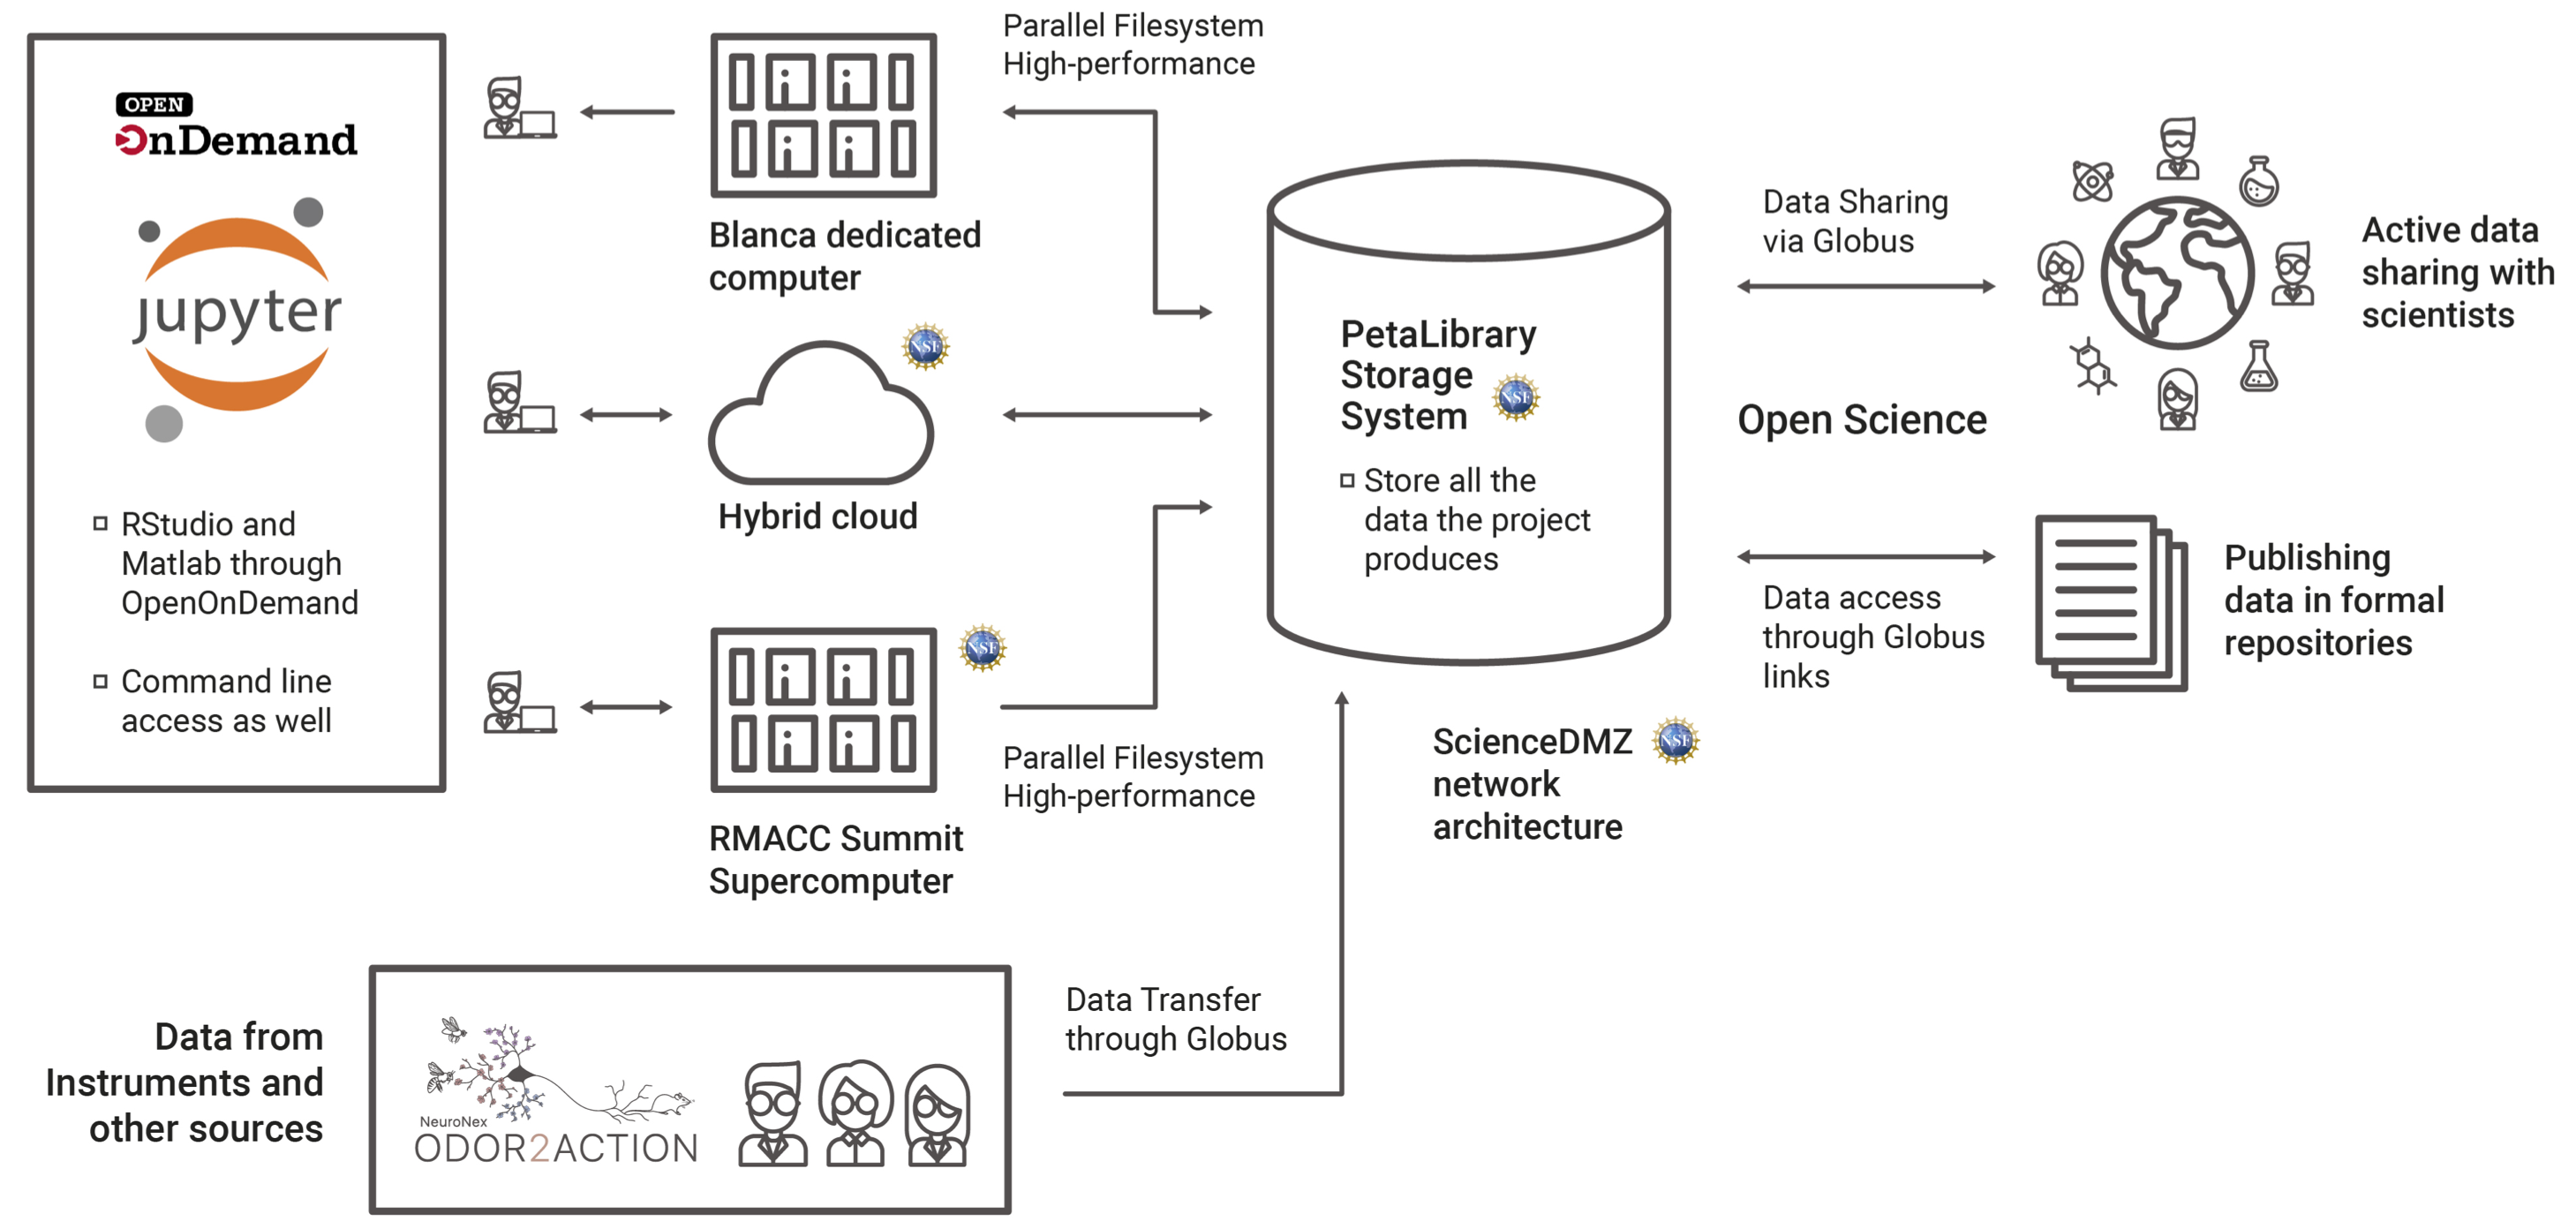 OPEN
OnDemand
jupyter
RStudio and
Matlab through
OpenOnDemand
Command line
access as well
Blanca dedicated
computer
Parallel Filesystem
High-performance
NSF
Hybrid cloud
NSF
RMACC Summit
Supercomputer
Parallel Filesystem
High-performance
PetaLibrary
Storage
System
NSF
Store all the
data the project
produces
Data Sharing
via Globus
Active data
sharing with
scientists
Open Science
Data access
through Globus
links
Publishing
data in formal
repositories
ScienceDMZ
network
architecture
NSF
Data from
Instruments and
other sources
NeuroNex
ODOR2ACTION
Data Transfer
through Globus